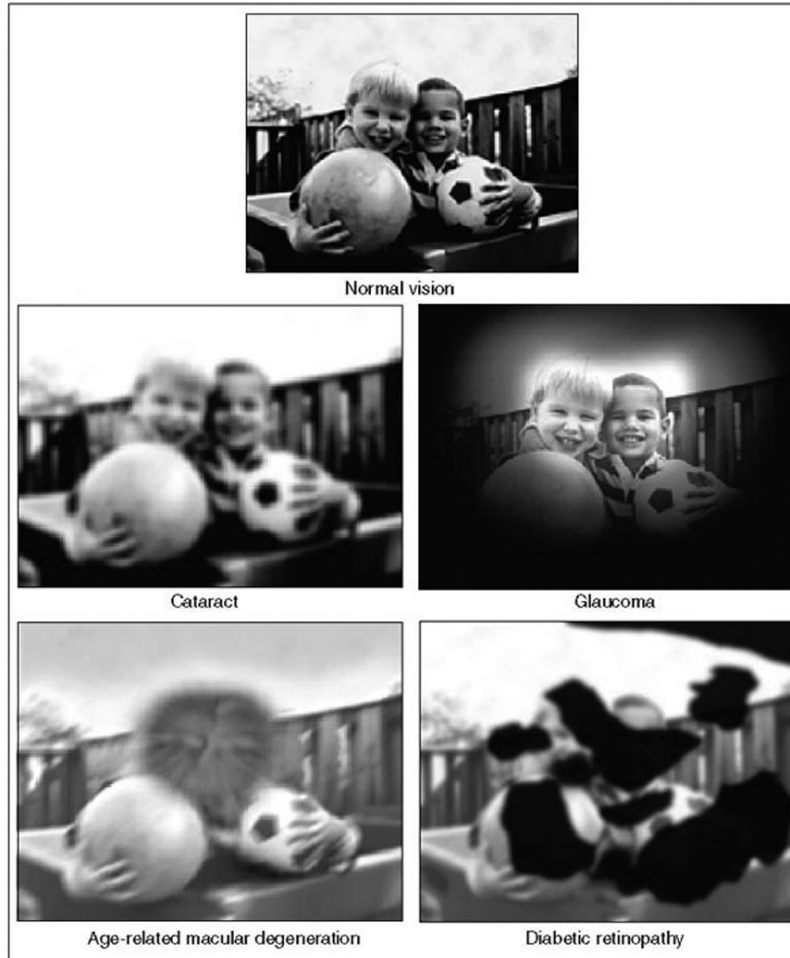 Normal vision
Cataract
Glaucoma
Age-related macular degeneration
Diabetic retinopathy